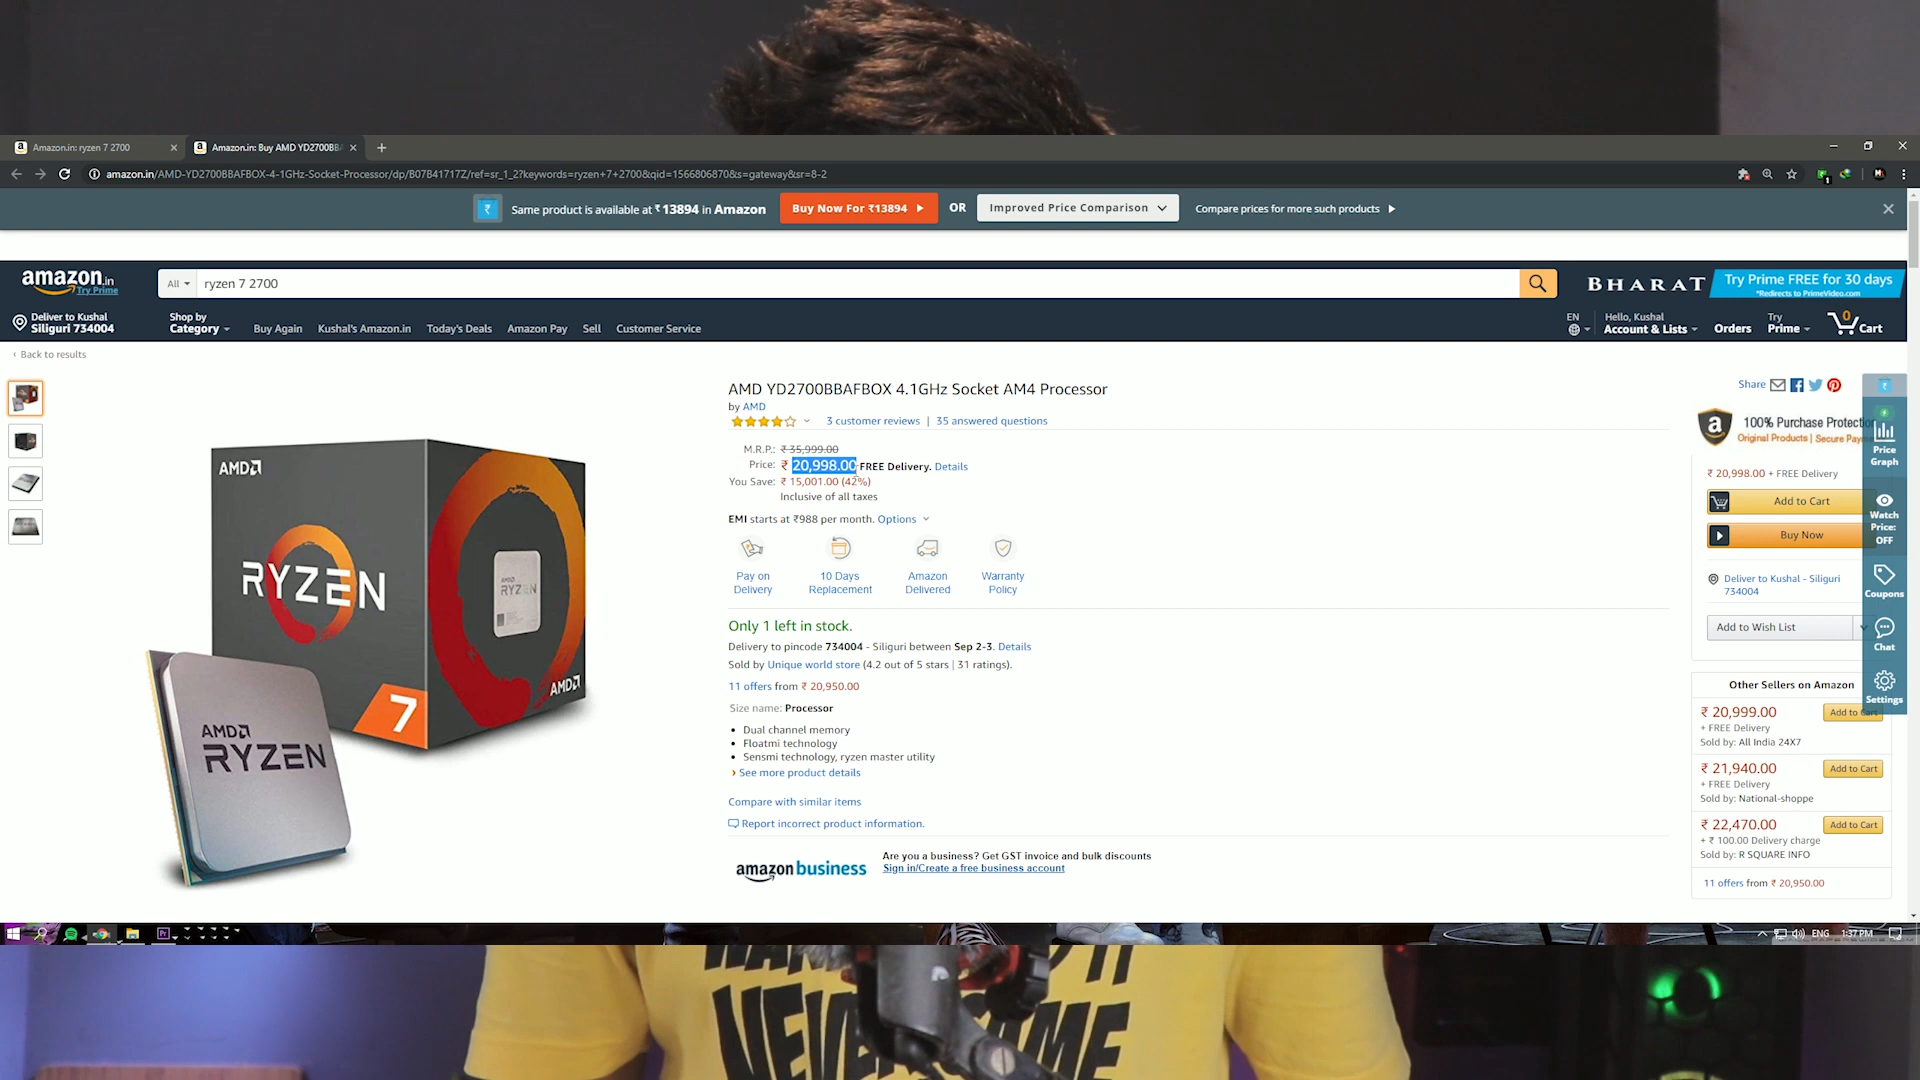 Amazon.in: ryzen 7 2700
Amazon.in: Buy AMD YD2700BBA
amazon.in/AMD-YD2700BBAFBOX-4-1GHz-Socket-Processor/dp/B07B41717Z/ref=sr_1_2?keywords=ryzen+7+2700&qid=1566806870&s=gateway&sr=8-2
Same product is available at ₹ 13894 in Amazon
Buy Now For ₹13894
OR
Improved Price Comparison
Compare prices for more such products
amazon.in
Try Prime
All
ryzen 7 2700
BHARAT
Try Prime FREE for 30 days
*Redirects to PrimeVideo.com
Deliver to Kushal
Siliguri 734004
Shop by
Category
Buy Again
Kushal's Amazon.in
Today's Deals
Amazon Pay
Sell
Customer Service
EN
Hello, Kushal
Account & Lists
Orders
Try
Prime
0
Cart
‹ Back to results
AMD
RYZEN
7
AMD
RYZEN
AMD
AMD
RYZEN
AMD YD2700BBAFBOX 4.1GHz Socket AM4 Processor
by AMD
3 customer reviews | 35 answered questions
M.R.P.: ₹ 35,999.00
Price: ₹ 20,998.00 FREE Delivery. Details
You Save: ₹ 15,001.00 (42%)
Inclusive of all taxes
EMI starts at ₹988 per month. Options
Pay on
Delivery
10 Days
Replacement
Amazon
Delivered
Warranty
Policy
Only 1 left in stock.
Delivery to pincode 734004 - Siliguri between Sep 2-3. Details
Sold by Unique world store (4.2 out of 5 stars | 31 ratings).
11 offers from ₹ 20,950.00
Size name: Processor
• Dual channel memory
• Floatmi technology
• Sensmi technology, ryzen master utility
› See more product details
Compare with similar items
Report incorrect product information.
amazon business
Are you a business? Get GST invoice and bulk discounts
Sign in/Create a free business account
Share
100% Purchase Protectio
Original Products | Secure Pay
₹ 20,998.00 + FREE Delivery
Add to Cart
Buy Now
Deliver to Kushal - Siliguri
734004
Add to Wish List
Other Sellers on Amazon
₹ 20,999.00
Add to Cart
+ FREE Delivery
Sold by: All India 24X7
₹ 21,940.00
Add to Cart
+ FREE Delivery
Sold by: National-shoppe
₹ 22,470.00
Add to Cart
+ ₹ 100.00 Delivery charge
Sold by: R SQUARE INFO
11 offers from ₹ 20,950.00
Price
Graph
Watch
Price:
OFF
Coupons
Chat
Settings
ENG
1:37 PM